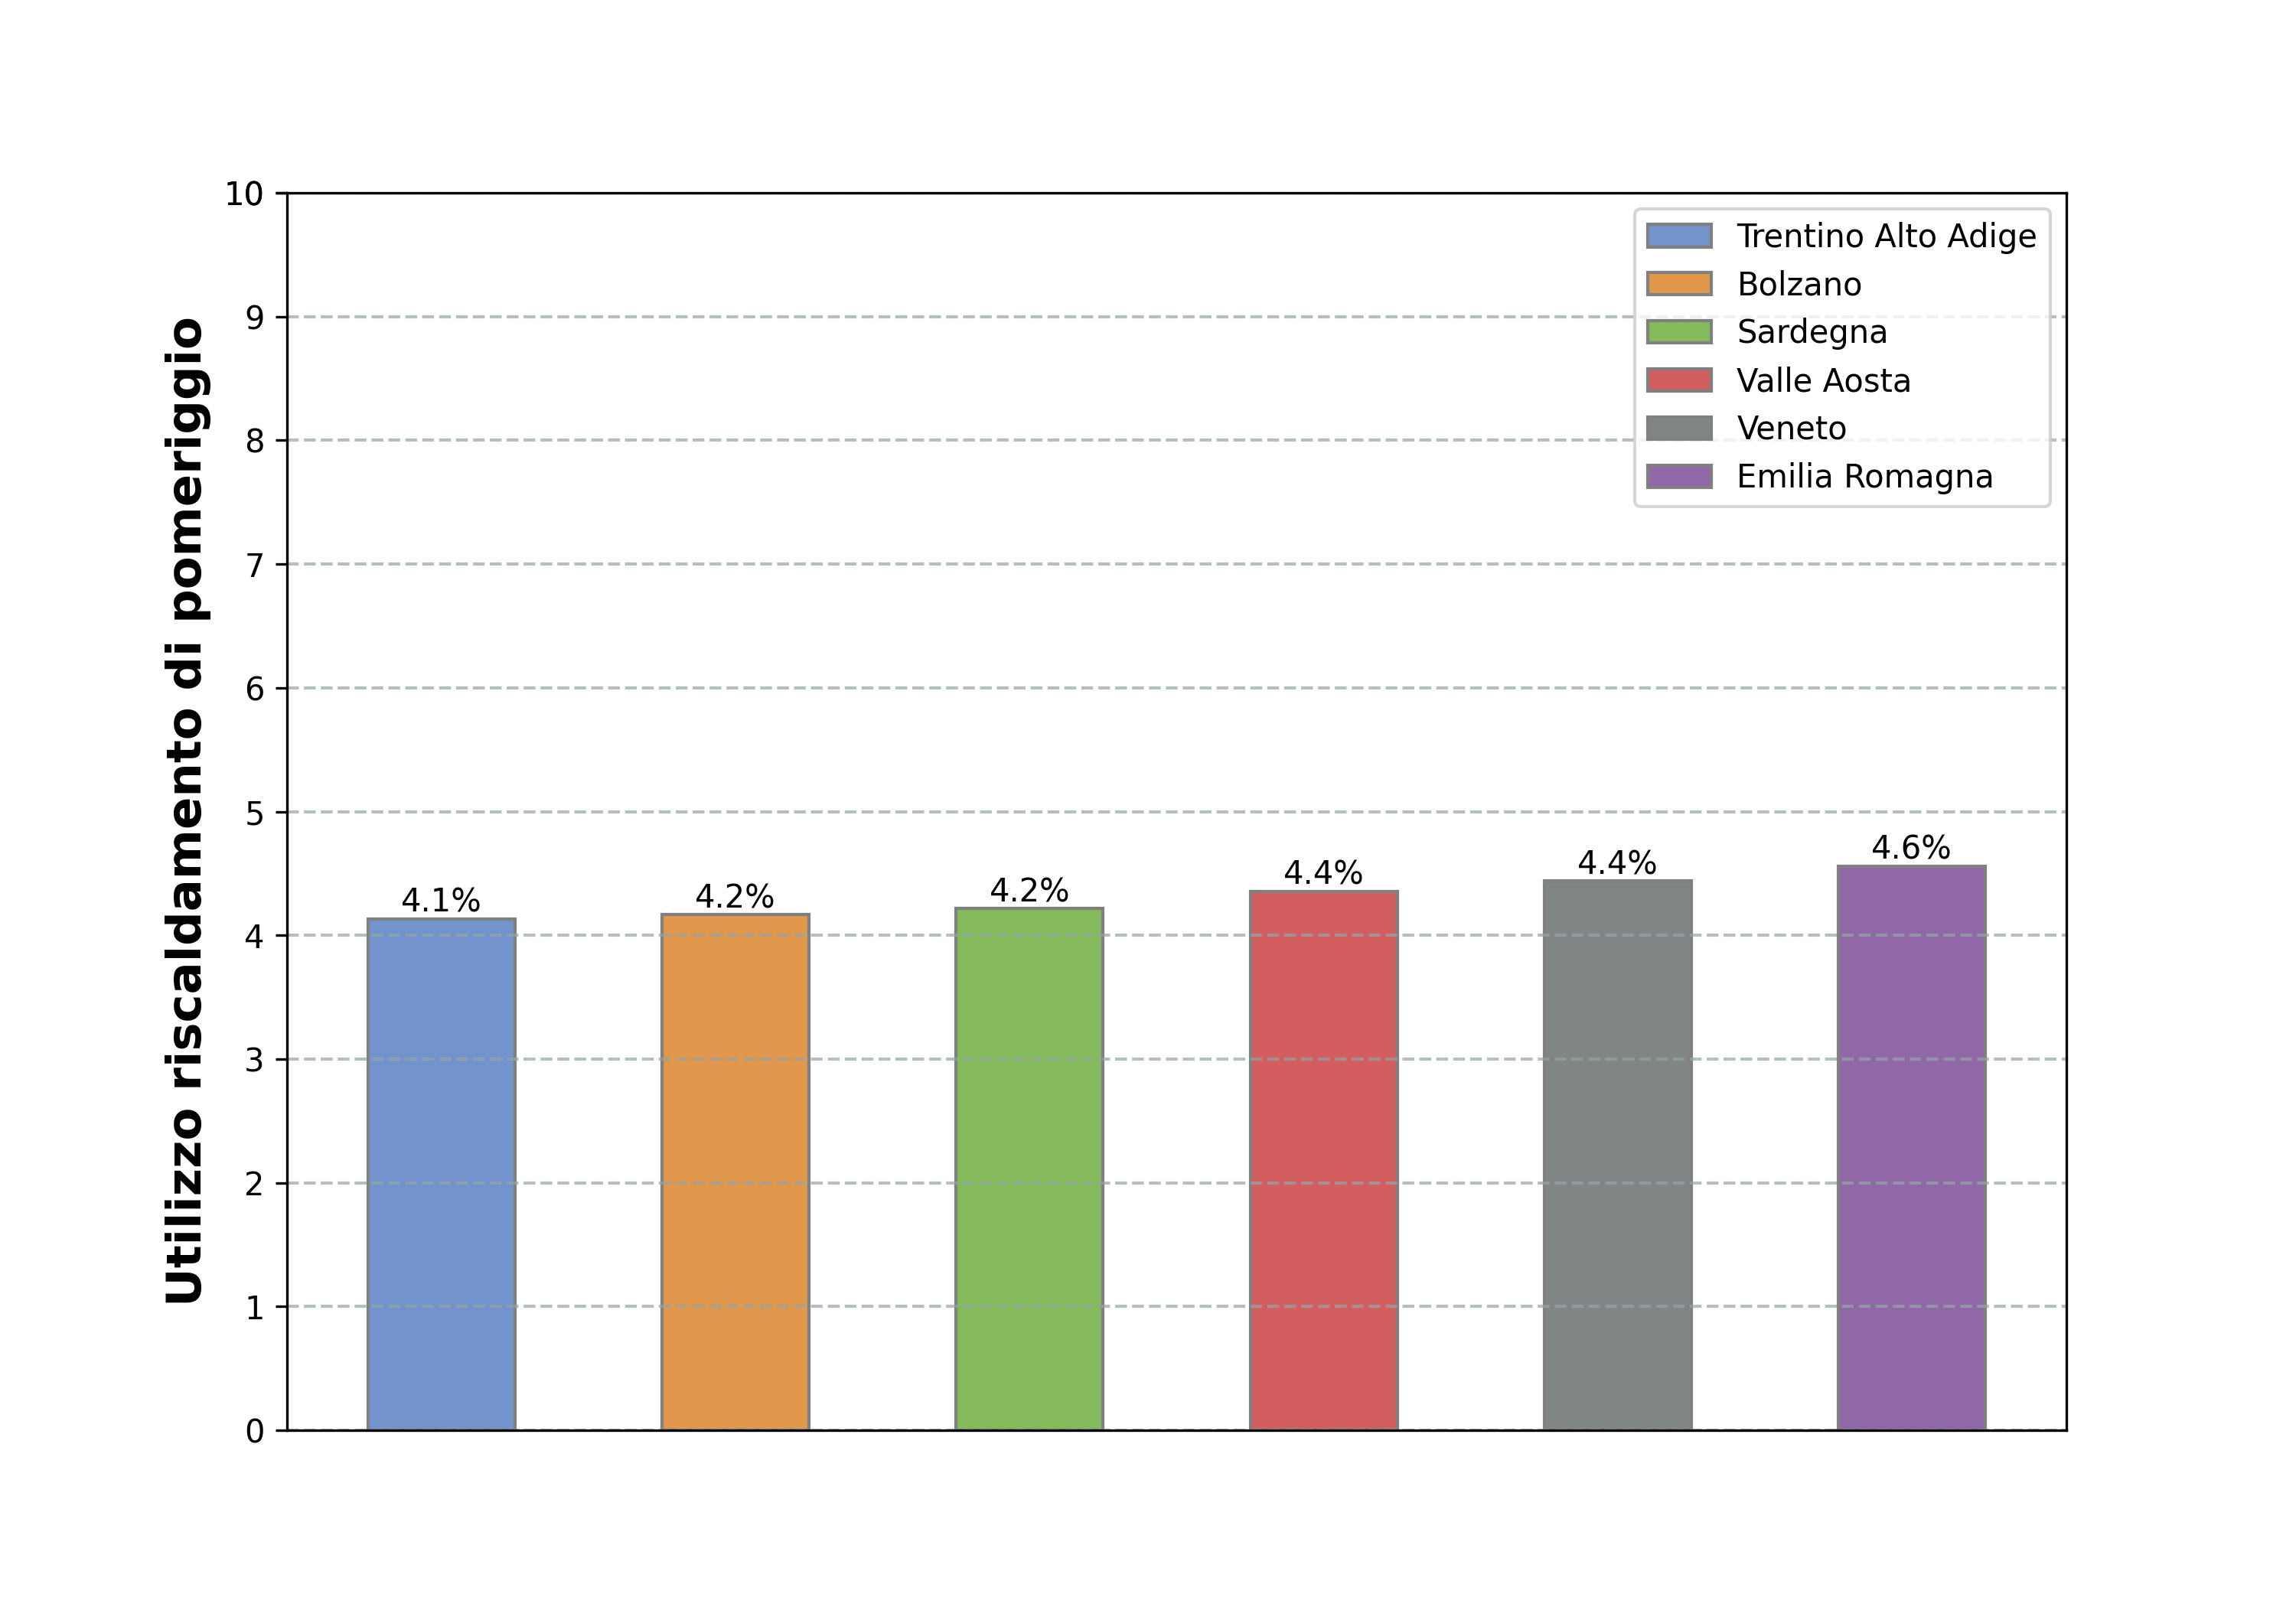 Utilizzo riscaldamento di pomeriggio
10
9
8
7
6
5
4
3
2
1
0
Trentino Alto Adige
Bolzano
Sardegna
Valle Aosta
Veneto
Emilia Romagna
4.1%
4.2%
4.2%
4.4%
4.4%
4.6%